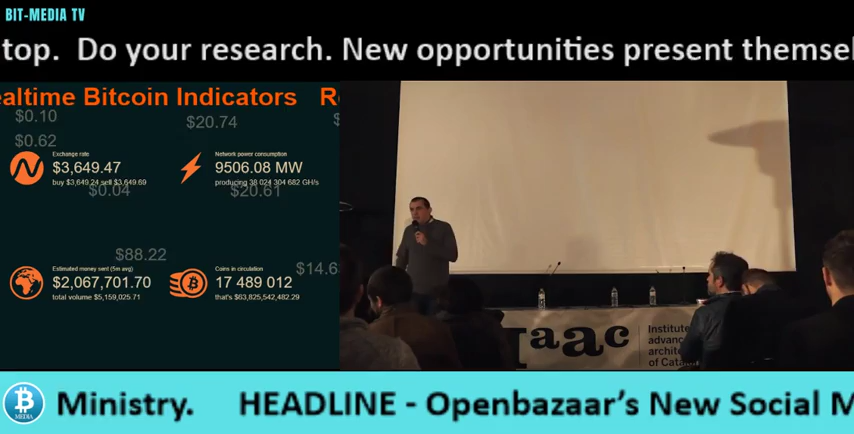 BIT-MEDIA TV
top. Do your research. New opportunities present themsel
ealtime Bitcoin Indicators R
$0.10
$20.74
$
$0.62
Exchange rate
$3,649.47
buy $3,649.24 sell $3,649.69
Network power consumption
9506.08 MW
producing 38 024 304 682 GH/s
$0.04
$20.61
$88.22
$14.6
Estimated money sent (5m avg)
$2,067,701.70
total volume $5,159,025.71
Coins in circulation
17 489 012
that's $63,825,542,482.29
Iaac
Institute
advanc
archite
of Cata
B
MEDIA
Ministry. HEADLINE - Openbazaar's New Social M